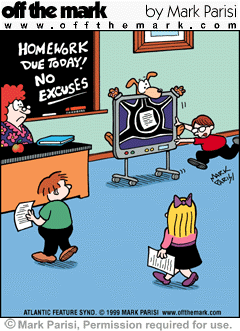 off the mark by Mark Parisi
www.offthemark.com
HOMEWORK
DUE TODAY!
NO
EXCUSES
MARK
PARISI
ATLANTIC FEATURE SYND. © 1999 MARK PARISI www.offthemark.com
© Mark Parisi, Permission required for use.